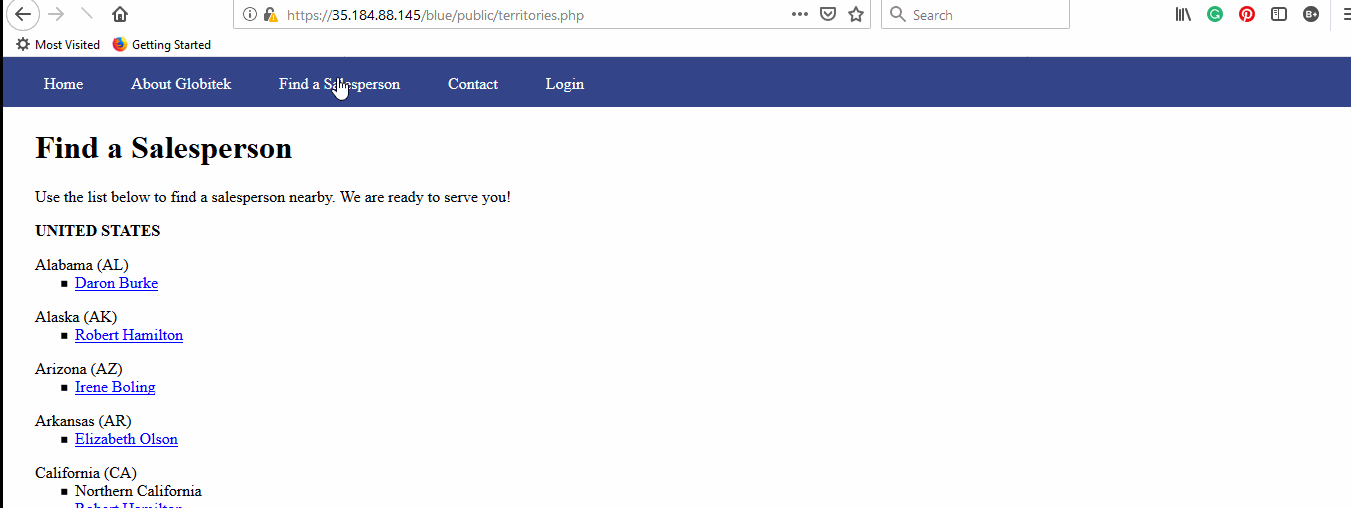 https://35.184.88.145/blue/public/territories.php
Search
Most Visited Getting Started
Home About Globitek Find a Salesperson Contact Login
Find a Salesperson
Use the list below to find a salesperson nearby. We are ready to serve you!
UNITED STATES
Alabama (AL)
Daron Burke
Alaska (AK)
Robert Hamilton
Arizona (AZ)
Irene Boling
Arkansas (AR)
Elizabeth Olson
California (CA)
Northern California
Robert Hamilton